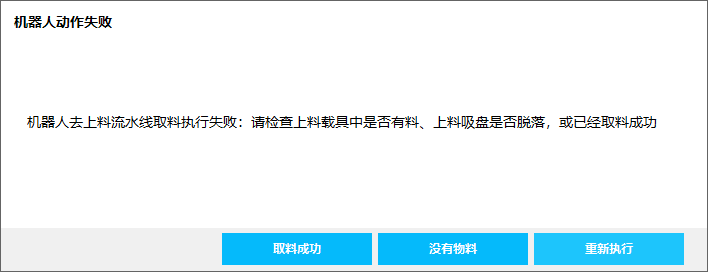 机器人动作失败
机器人去上料流水线取料执行失败：请检查上料载具中是否有料、上料吸盘是否脱落，或已经取料成功
取料成功
没有物料
重新执行